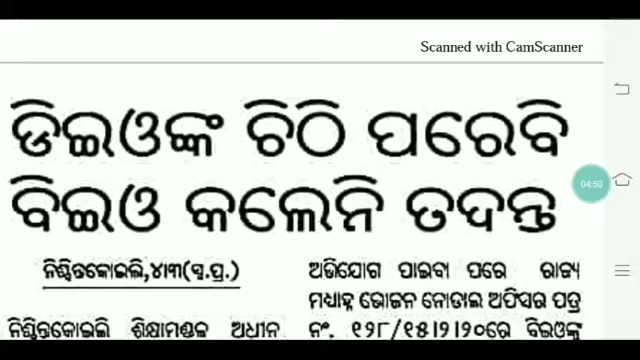 Scanned with CamScanner
ଡିଇଓଙ୍କ ଚିଠି ପରେବି
ବିଇଓ କଲେନି ତଦନ୍ତ
04:50
ନିଶ୍ଚିନ୍ତକୋଇଲି,୪।୩(ସ୍ୱ.ପ୍ର.)
ନିଶ୍ଚିନ୍ତକୋଇଲି ଶିକ୍ଷାମଣ୍ଡଳ ଅଧୀନ
ଅଭିଯୋଗ ପାଇବା ପରେ ରାଜ୍ୟ
ମଧ୍ୟାହ୍ନ ଭୋଜନ ନୋଡାଲ ଅଫିସର ପତ୍ର
ନଂ. ୧୨୮/୧୫।୨।୨୦ରେ ବିଇଓଙ୍କୁ